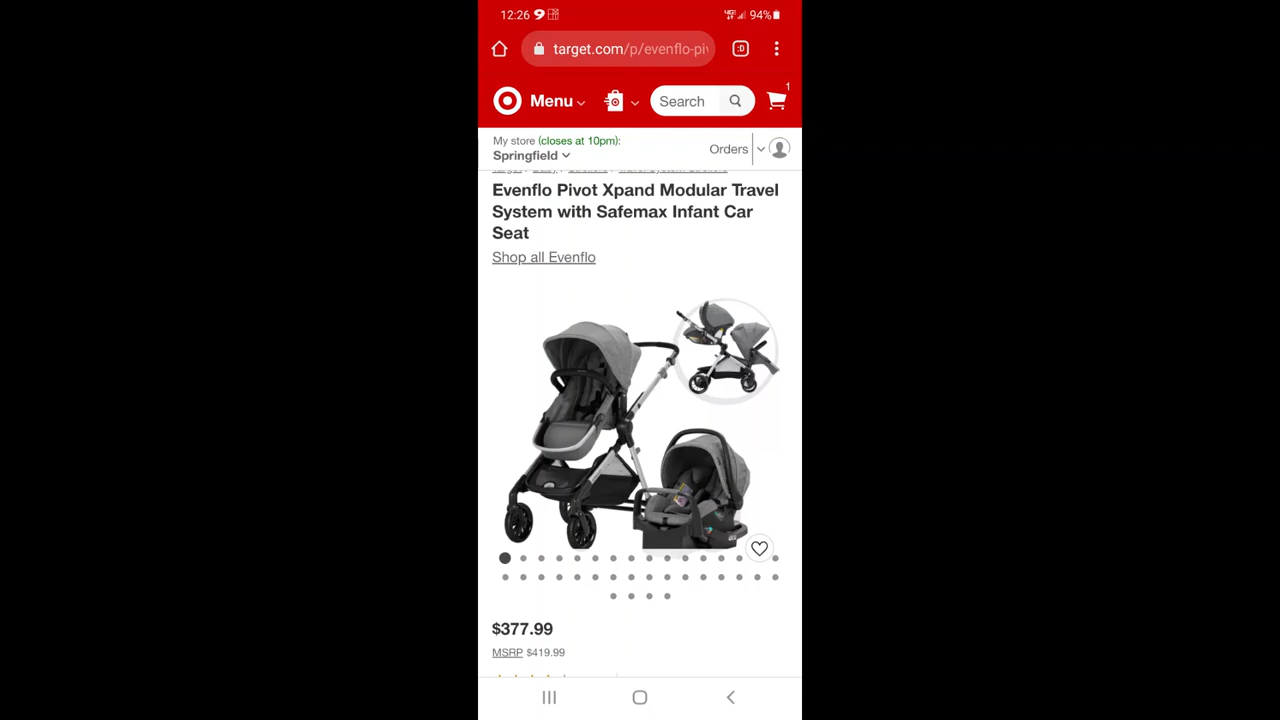 12:26 94%
target.com/p/evenflo-piv
:D
Menu Search 1
My store (closes at 10pm):
Springfield Orders
Evenflo Pivot Xpand Modular Travel
System with Safemax Infant Car
Seat
Shop all Evenflo
$377.99
MSRP $419.99